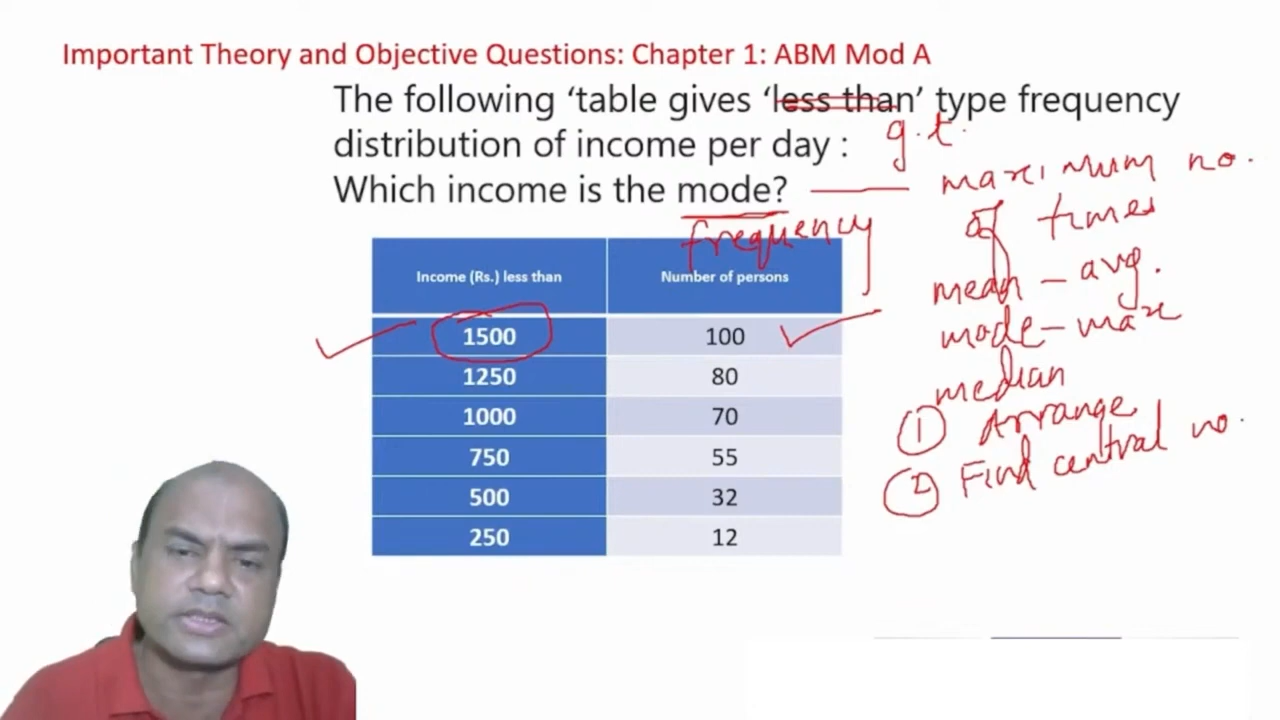 Important Theory and Objective Questions: Chapter 1: ABM Mod A
The following ‘table gives ‘less than’ type frequency
g.t.
distribution of income per day :
Which income is the mode?
maximum no.
of times
frequency
mean - avg.
mode - max
median
① Arrange
② Find central no.
Income (Rs.) less than Number of persons
1500 100
1250 80
1000 70
750 55
500 32
250 12